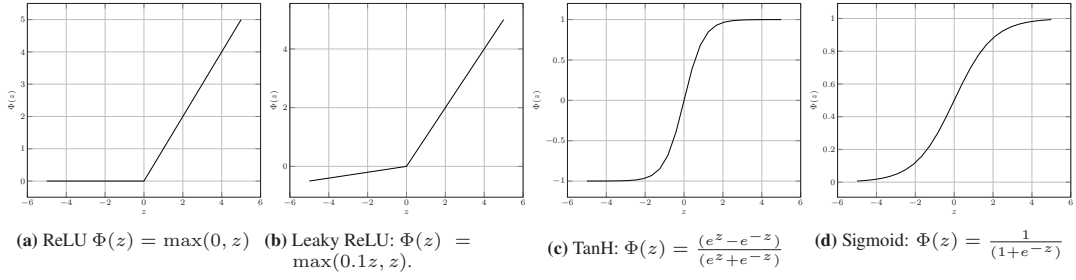 5
4
3
2
1
0
Φ(z)
−6 −4 −2 0 2 4 6
z
(a) ReLU Φ(z) = max(0, z)
4
2
0
Φ(z)
−6 −4 −2 0 2 4 6
z
(b) Leaky ReLU: Φ(z) =
max(0.1z, z).
1
0.5
0
−0.5
−1
Φ(z)
−6 −4 −2 0 2 4 6
z
(c) TanH: Φ(z) = (e^z − e^−z) / (e^z + e^−z)
1
0.8
0.6
0.4
0.2
0
Φ(z)
−6 −4 −2 0 2 4 6
z
(d) Sigmoid: Φ(z) = 1 / (1+e^−z)